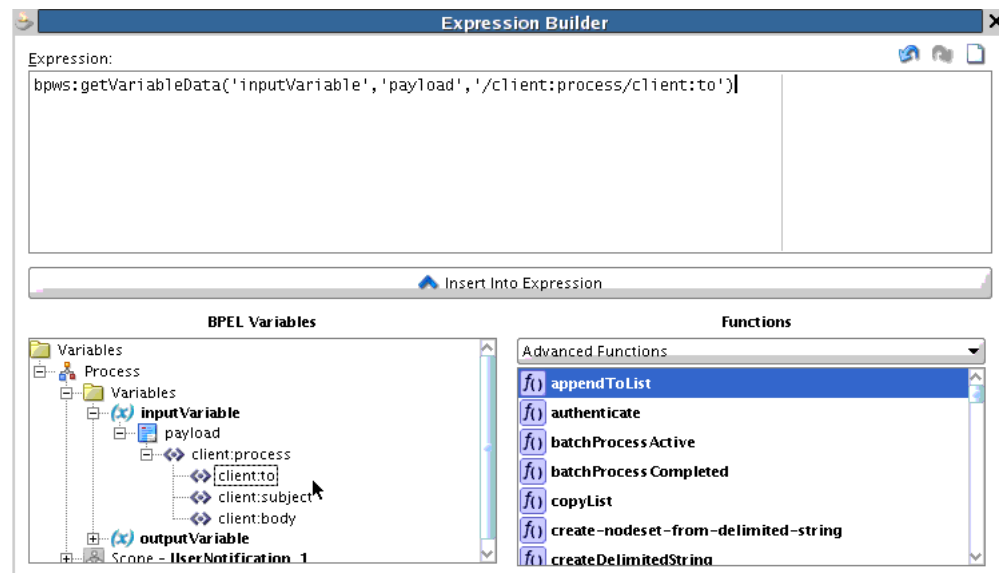 Expression Builder
Expression:
bpws:getVariableData('inputVariable','payload','/client:process/client:to')
Insert Into Expression
BPEL Variables
Variables
Process
Variables
(x) inputVariable
payload
client:process
client:to
client:subject
client:body
(x) outputVariable
Scope - UserNotification_1
Functions
Advanced Functions
f() appendToList
f() authenticate
f() batchProcessActive
f() batchProcessCompleted
f() copyList
f() create-nodeset-from-delimited-string
f() createDelimitedString